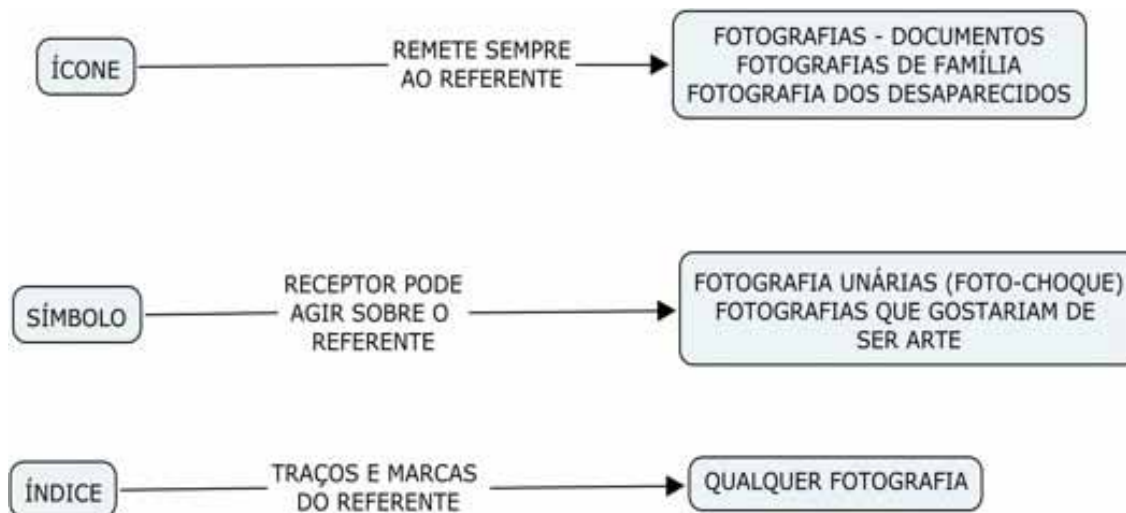 ÍCONE
REMETE SEMPRE
AO REFERENTE
FOTOGRAFIAS - DOCUMENTOS
FOTOGRAFIAS DE FAMÍLIA
FOTOGRAFIA DOS DESAPARECIDOS
SÍMBOLO
RECEPTOR PODE
AGIR SOBRE O
REFERENTE
FOTOGRAFIA UNÁRIAS (FOTO-CHOQUE)
FOTOGRAFIAS QUE GOSTARIAM DE
SER ARTE
ÍNDICE
TRAÇOS E MARCAS
DO REFERENTE
QUALQUER FOTOGRAFIA